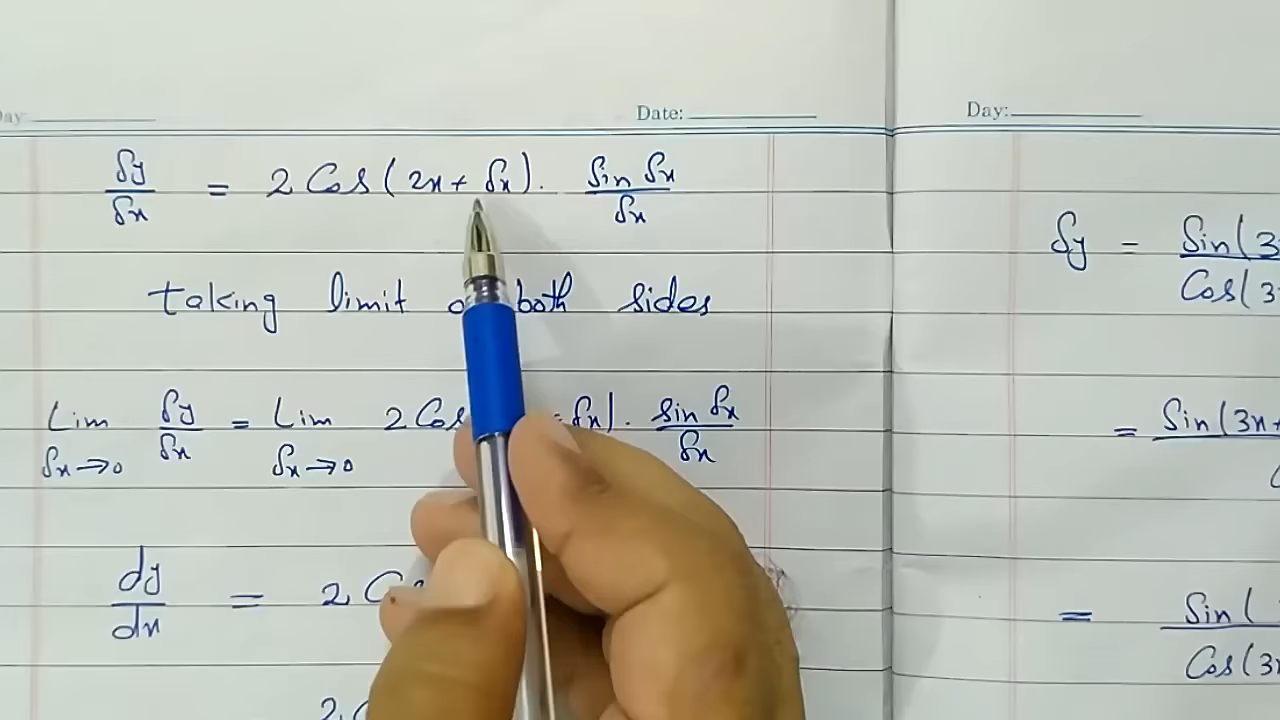 Day:
Date:
δy/δx = 2 Cos(2x + δx). Sin δx/δx
taking limit both sides
Lim δx→0 δy/δx = Lim δx→0 2 Cos δx). sin δx/δx
dy/dx = 2
Day:
δy = Sin(3 / Cos(3
= Sin(3x+
= Sin( / Cos(3x